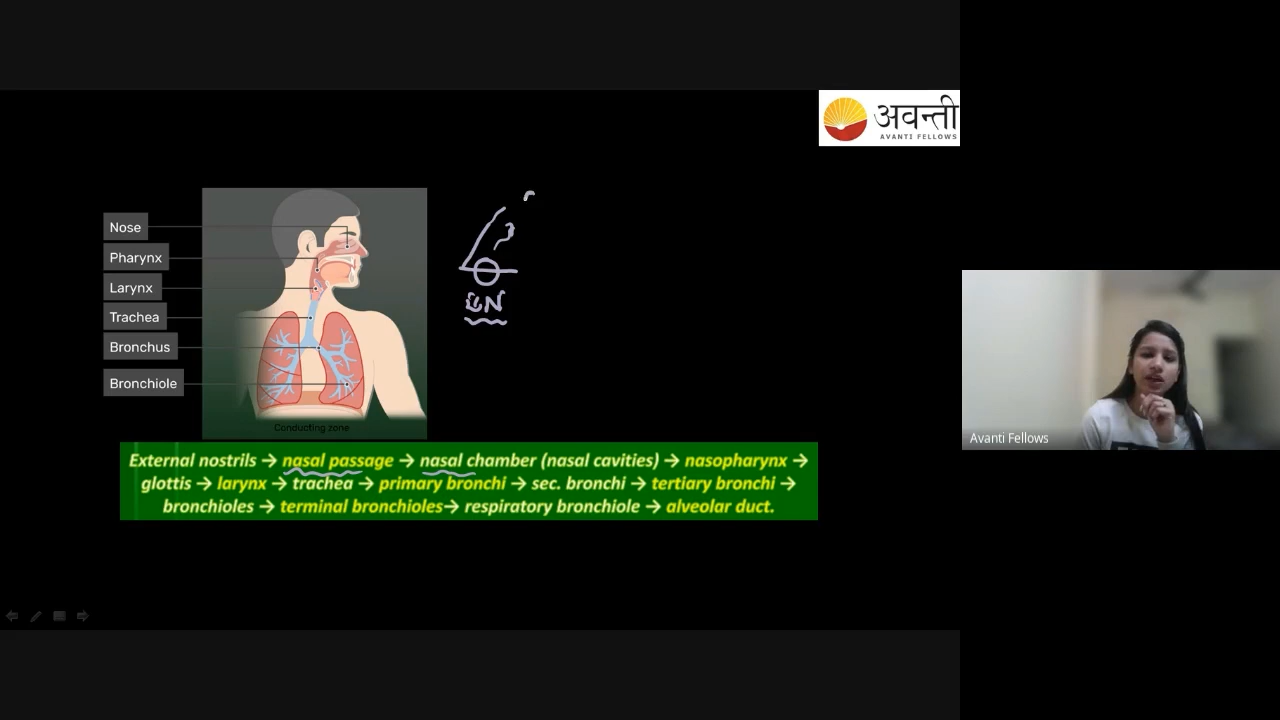 अवन्ती
AVANTI FELLOWS
Nose
Pharynx
Larynx
Trachea
Bronchus
Bronchiole
Conducting zone
EN
External nostrils → nasal passage → nasal chamber (nasal cavities) → nasopharynx →
glottis → larynx → trachea → primary bronchi → sec. bronchi → tertiary bronchi →
bronchioles → terminal bronchioles→ respiratory bronchiole → alveolar duct.
Avanti Fellows